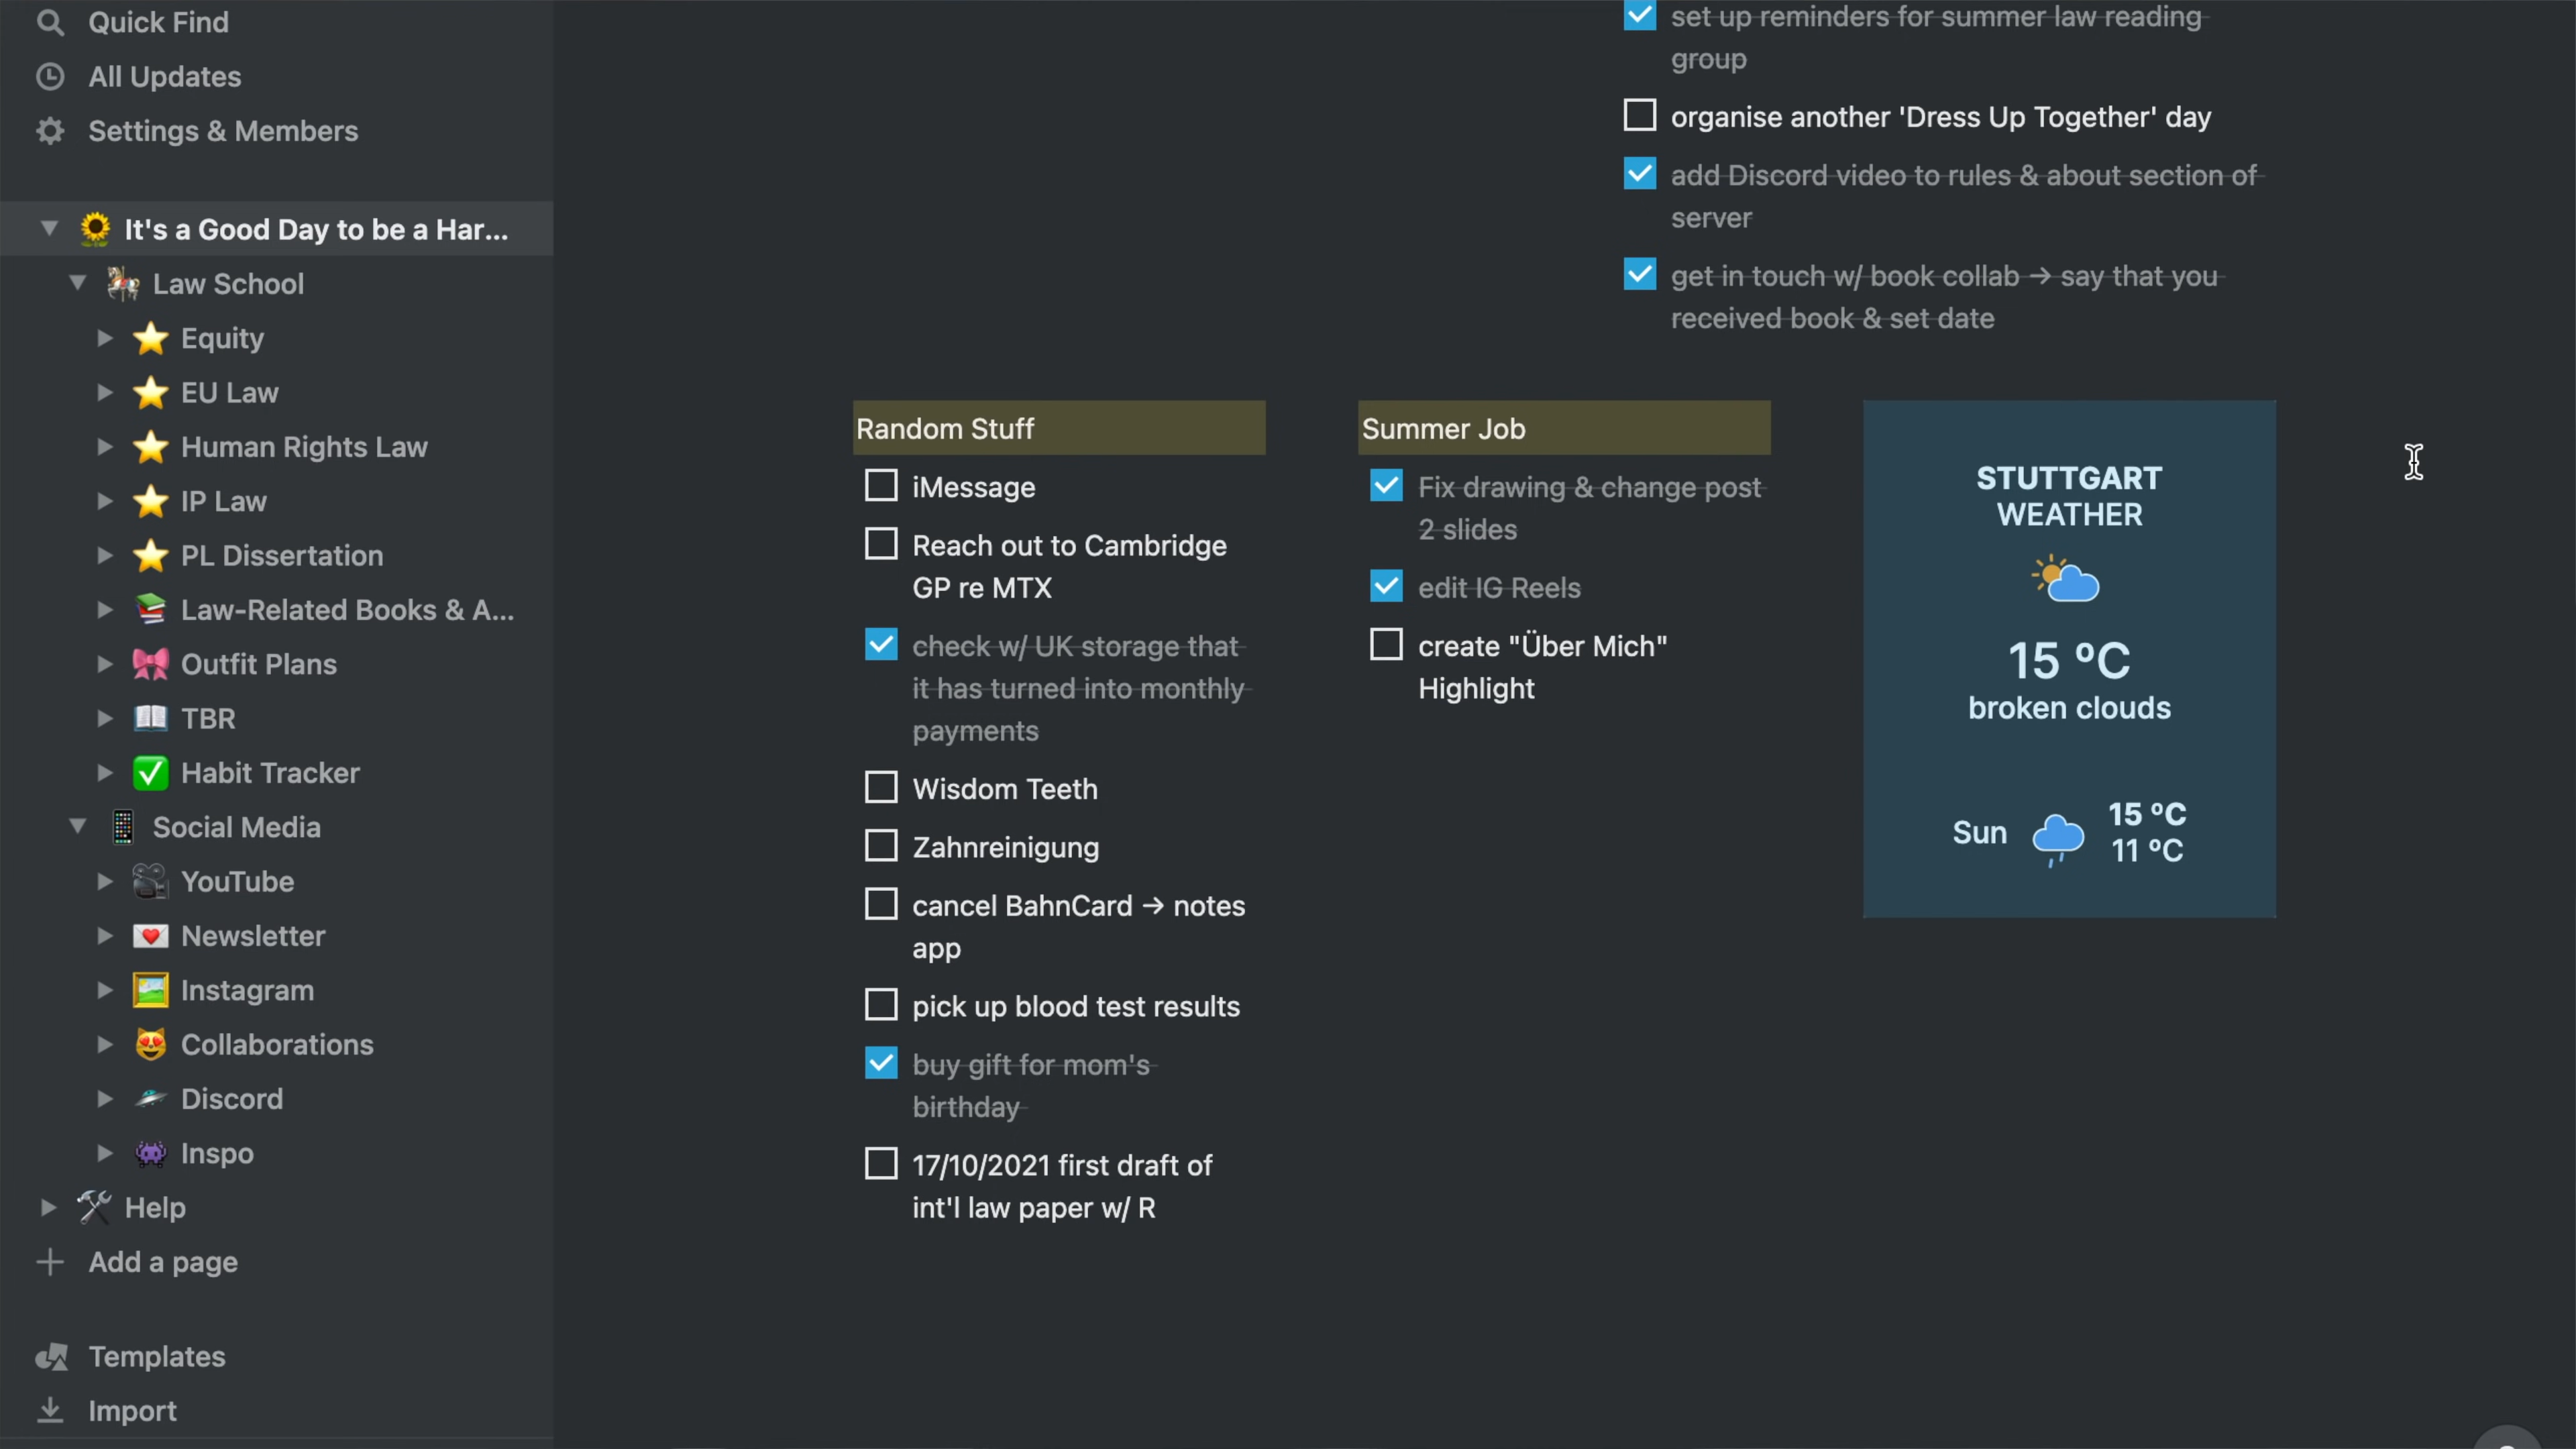 Quick Find
All Updates
Settings & Members
It's a Good Day to be a Har...
Law School
Equity
EU Law
Human Rights Law
IP Law
PL Dissertation
Law-Related Books & A...
Outfit Plans
TBR
Habit Tracker
Social Media
YouTube
Newsletter
Instagram
Collaborations
Discord
Inspo
Help
Add a page
Templates
Import
set up reminders for summer law reading
group
organise another 'Dress Up Together' day
add Discord video to rules & about section of
server
get in touch w/ book collab → say that you
received book & set date
Random Stuff
iMessage
Reach out to Cambridge
GP re MTX
check w/ UK storage that
it has turned into monthly
payments
Wisdom Teeth
Zahnreinigung
cancel BahnCard → notes
app
pick up blood test results
buy gift for mom's
birthday
17/10/2021 first draft of
int'l law paper w/ R
Summer Job
Fix drawing & change post
2 slides
edit IG Reels
create "Über Mich"
Highlight
STUTTGART
WEATHER
15 ºC
broken clouds
Sun
15 ºC
11 ºC